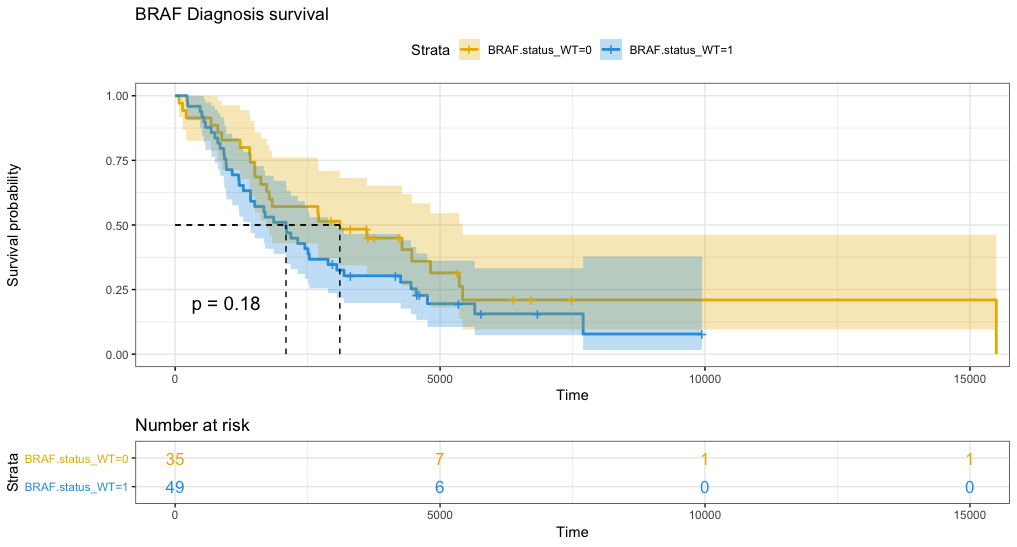 BRAF Diagnosis survival
Strata BRAF.status_WT=0 BRAF.status_WT=1
Survival probability
1.00
0.75
0.50
0.25
0.00
p = 0.18
0 5000 10000 15000
Time
Number at risk
Strata
BRAF.status_WT=0 35 7 1 1
BRAF.status_WT=1 49 6 0 0
0 5000 10000 15000
Time